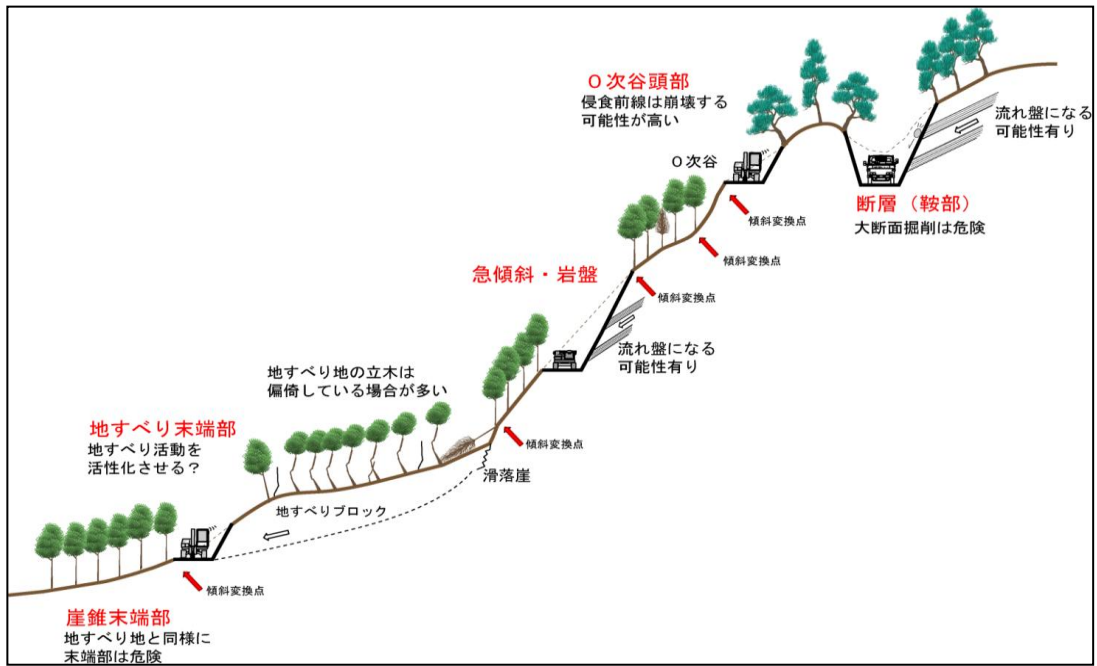 ０次谷頭部
侵食前線は崩壊する
可能性が高い
流れ盤になる
可能性有り
０次谷
断層（鞍部）
大断面掘削は危険
傾斜変換点
傾斜変換点
急傾斜・岩盤
傾斜変換点
流れ盤になる
可能性有り
地すべり地の立木は
偏倚している場合が多い
地すべり末端部
地すべり活動を
活性化させる？
傾斜変換点
滑落崖
地すべりブロック
傾斜変換点
崖錐末端部
地すべり地と同様に
末端部は危険